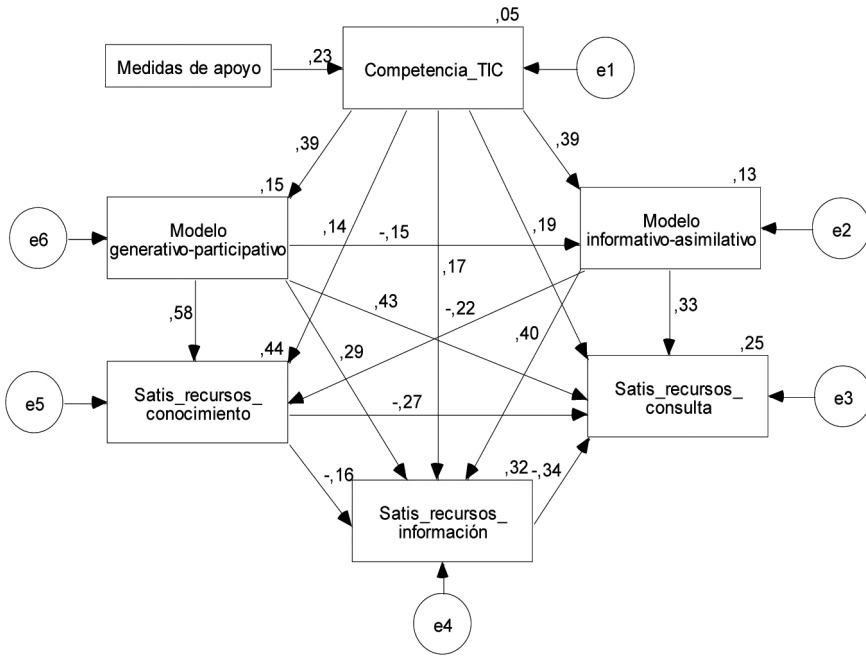 ,05
Medidas de apoyo
,23
Competencia_TIC
e1
,39
,39
,15
,13
e6
Modelo
generativo-participativo
,14
-,15
,17
,19
Modelo
informativo-asimilativo
e2
,58
,43
-,22
,33
,44
,29
,40
,25
e5
Satis_recursos_
conocimiento
-,27
Satis_recursos_
consulta
e3
-,16
,32
-,34
Satis_recursos_
información
e4